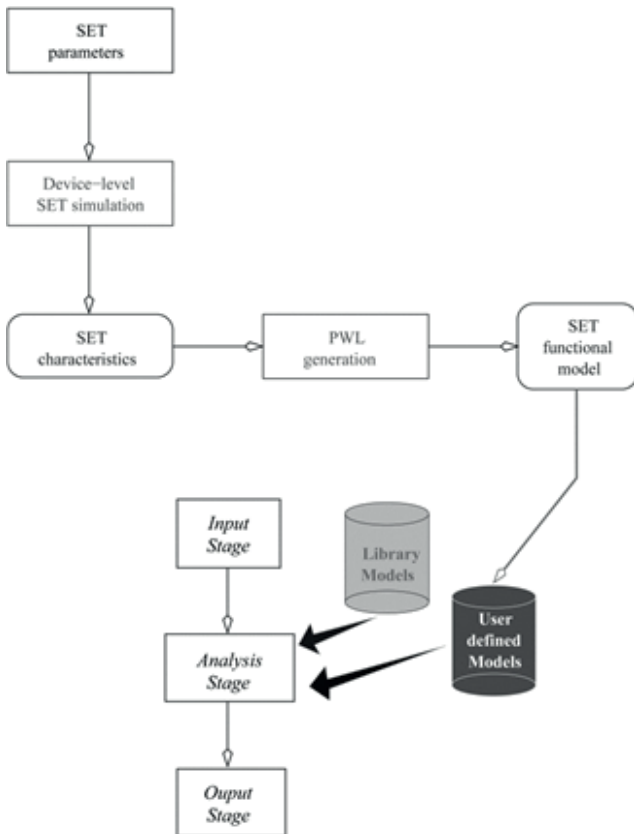 SET
parameters
Device-level
SET simulation
SET
characteristics
PWL
generation
SET
functional
model
Input
Stage
Library
Models
User
defined
Models
Analysis
Stage
Ouput
Stage